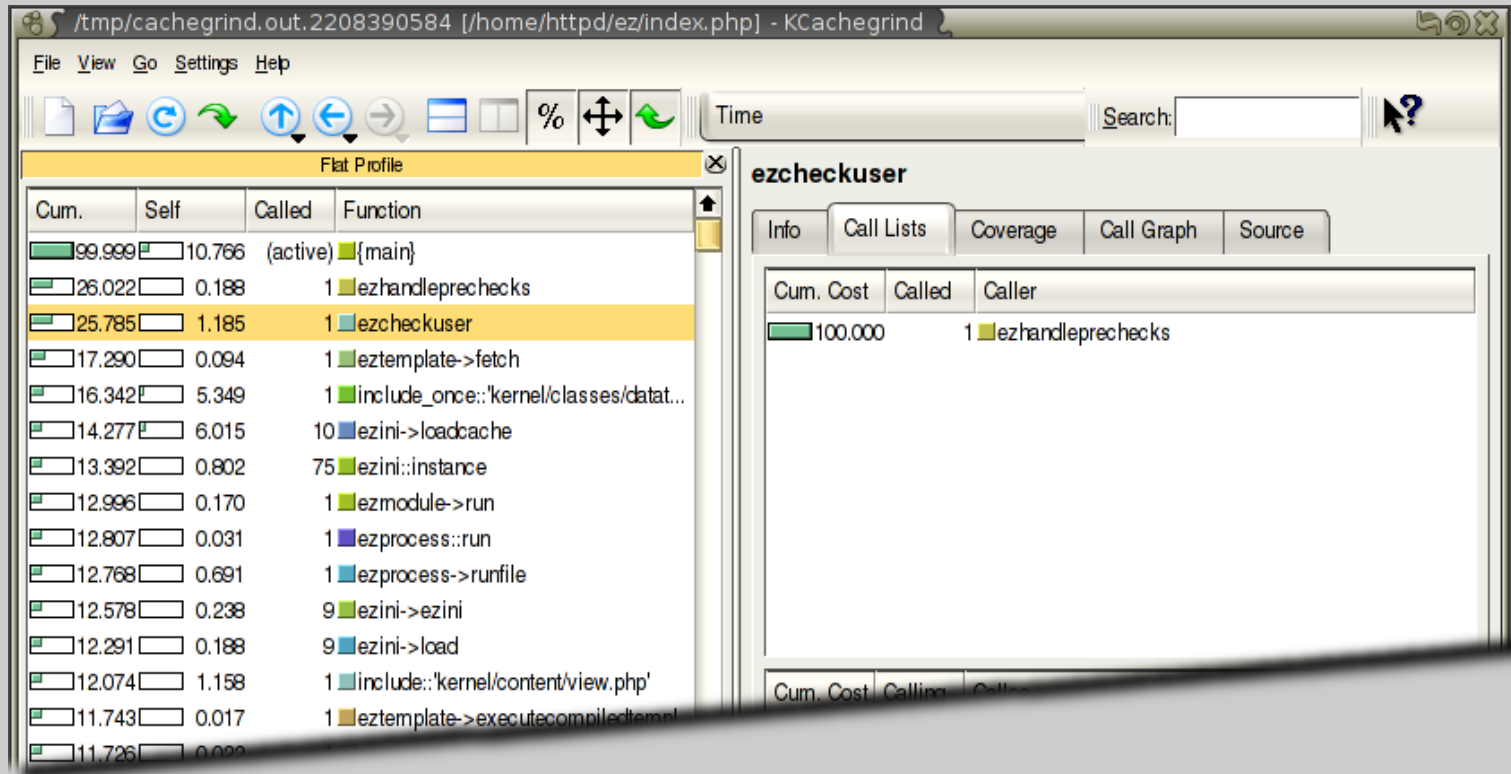 /tmp/cachegrind.out.2208390584 [/home/httpd/ez/index.php] - KCachegrind
File View Go Settings Help
% Time Search:
Flat Profile
Cum. Self Called Function
99.999 10.766 (active) {main}
26.022 0.188 1 ezhandleprechecks
25.785 1.185 1 ezcheckuser
17.290 0.094 1 eztemplate->fetch
16.342 5.349 1 include_once::'kernel/classes/datat...
14.277 6.015 10 ezini->loadcache
13.392 0.802 75 ezini::instance
12.996 0.170 1 ezmodule->run
12.807 0.031 1 ezprocess::run
12.768 0.691 1 ezprocess->runfile
12.578 0.238 9 ezini->ezini
12.291 0.188 9 ezini->load
12.074 1.158 1 include::'kernel/content/view.php'
11.743 0.017 1 eztemplate->executecompiledtempl
11.726 0.022
ezcheckuser
Info Call Lists Coverage Call Graph Source
Cum. Cost Called Caller
100.000 1 ezhandleprechecks
Cum. Cost Calling Callee